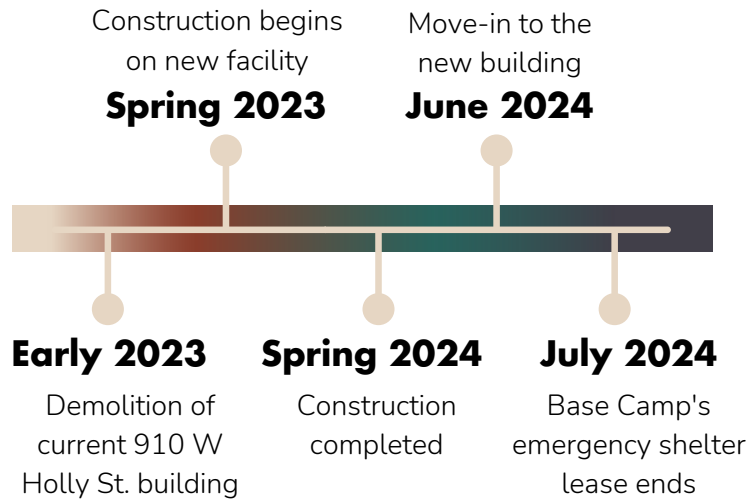 Construction begins
on new facility
Spring 2023
Move-in to the
new building
June 2024
Early 2023
Demolition of
current 910 W
Holly St. building
Spring 2024
Construction
completed
July 2024
Base Camp's
emergency shelter
lease ends